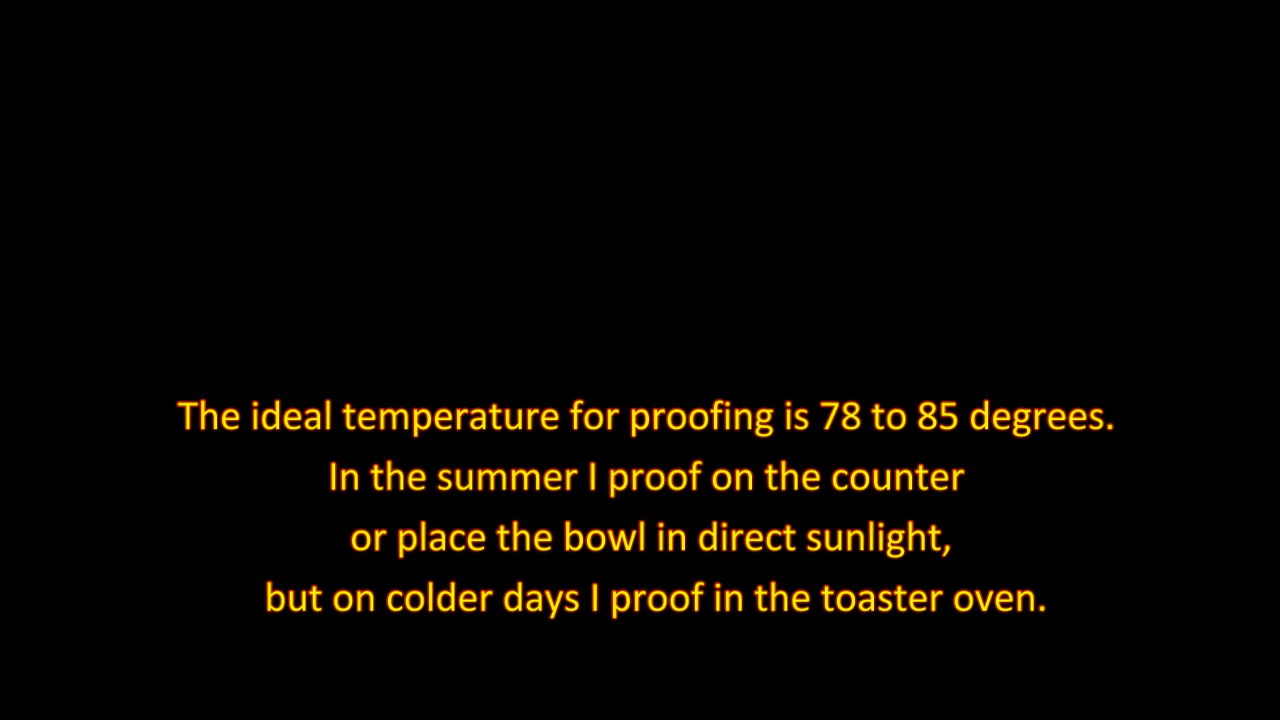 The ideal temperature for proofing is 78 to 85 degrees.
In the summer I proof on the counter
or place the bowl in direct sunlight,
but on colder days I proof in the toaster oven.